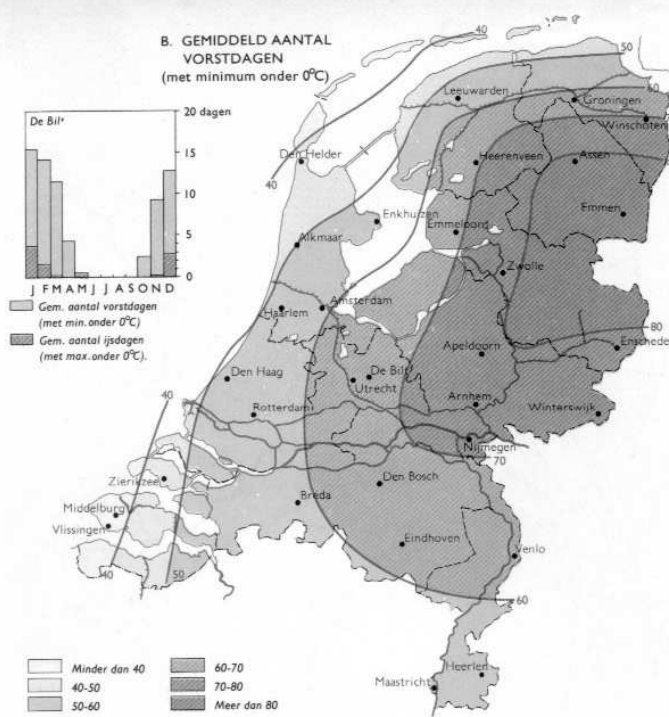 B. GEMIDDELD AANTAL
VORSTDAGEN
(met minimum onder 0°C)
20 dagen
De Bilt
15
10
5
0
J F M A M J J A S O N D
Gem. aantal vorstdagen
(met min. onder 0°C)
Gem. aantal ijsdagen
(met max. onder 0°C).
40
50
60
Leeuwarden
Groningen
Winschoten
Den Helder
Heerenveen
Assen
40
Enkhuizen
Emmeloord
Emmen
Alkmaar
Zwolle
Haarlem
Amsterdam
80
Enschede
Apeldoorn
Den Haag
De Bilt
Utrecht
40
Rotterdam
Arnhem
Winterswijk
Nijmegen
70
Zierikzee
Den Bosch
Middelburg
Breda
Vlissingen
Eindhoven
Venlo
40
50
60
Heerlen
Maastricht
Minder dan 40
40-50
50-60
60-70
70-80
Meer dan 80